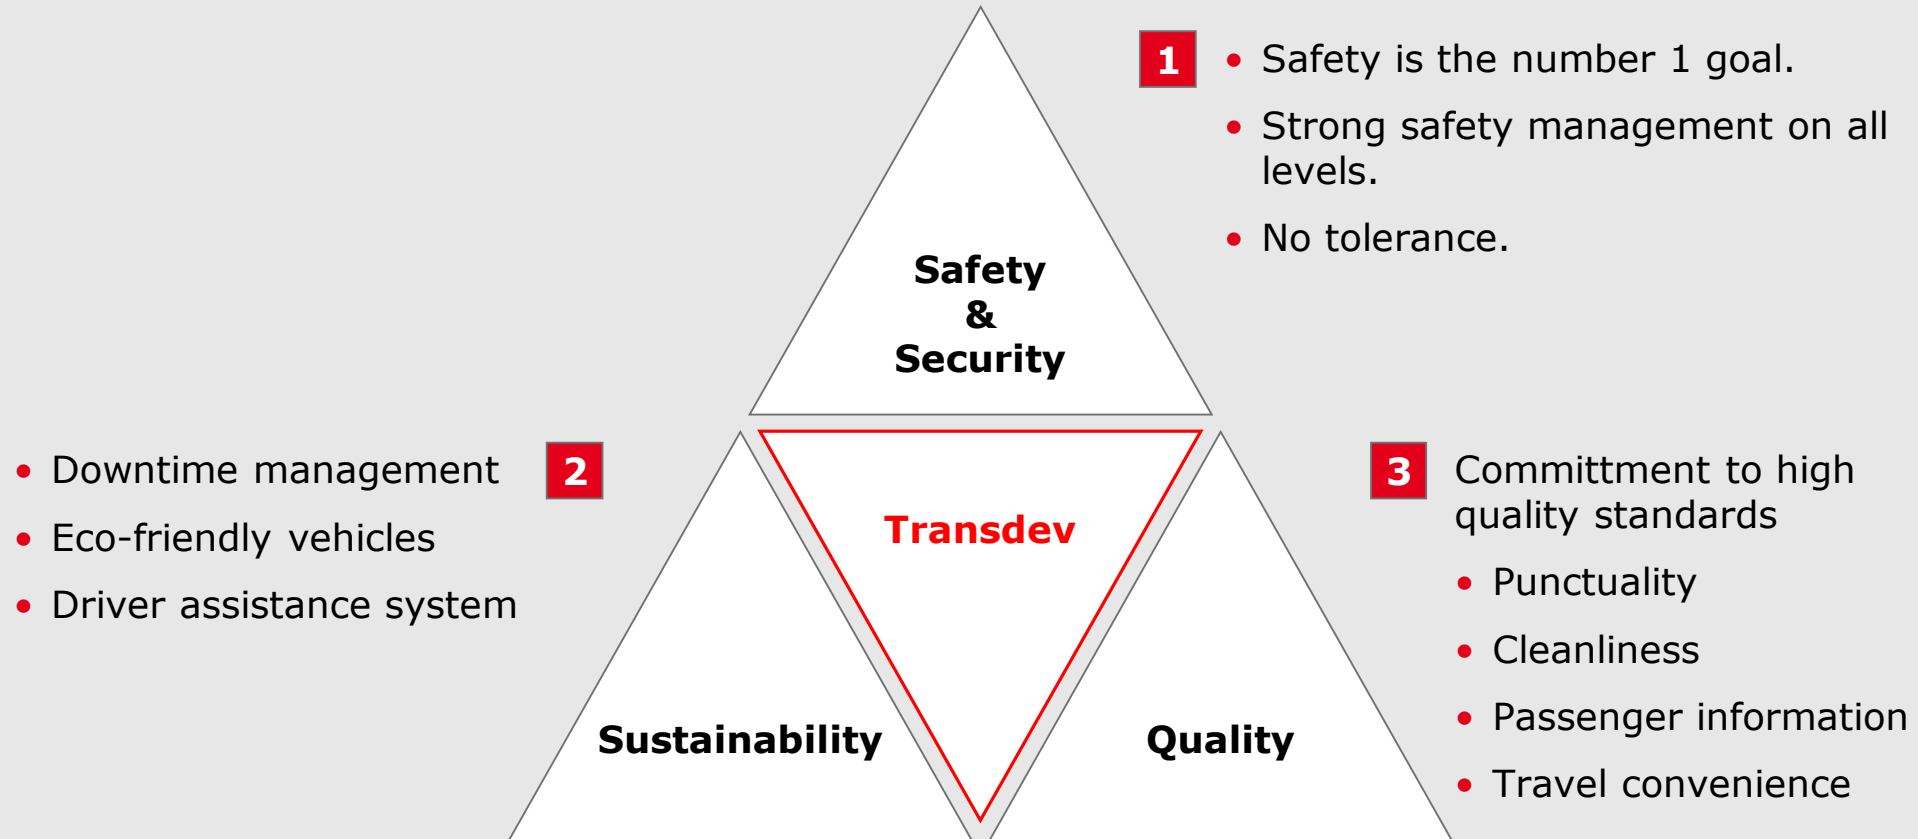 1
• Safety is the number 1 goal.
• Strong safety management on all
levels.
• No tolerance.
Safety
&
Security
• Downtime management
• Eco-friendly vehicles
• Driver assistance system
2
Transdev
3
Committment to high
quality standards
• Punctuality
• Cleanliness
• Passenger information
• Travel convenience
Sustainability
Quality